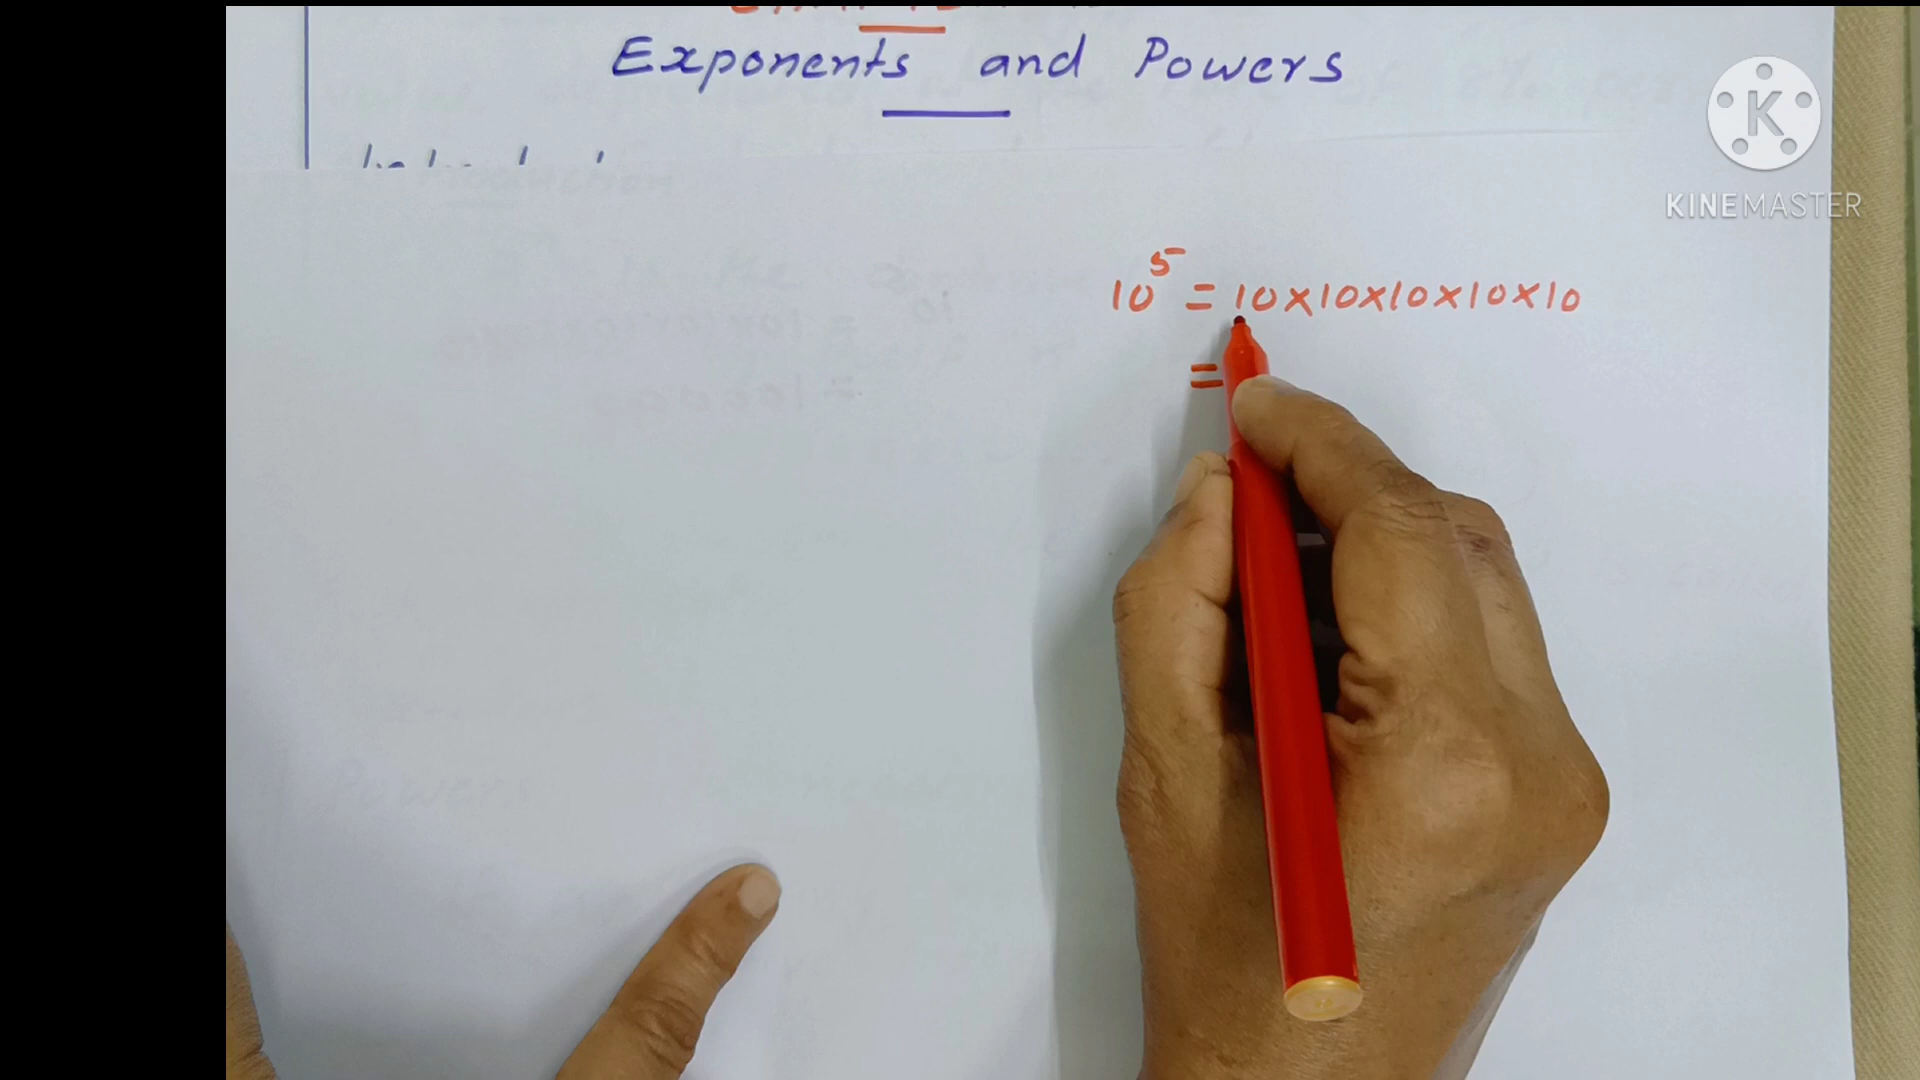 Exponents and Powers
KINEMASTER
10⁵ = 10×10×10×10×10
=